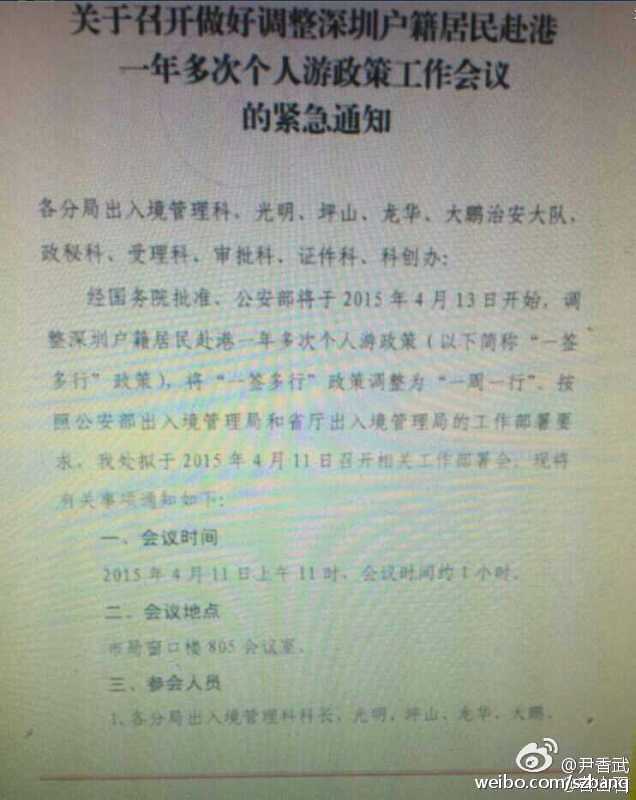 关于召开做好调整深圳户籍居民赴港
一年多次个人游政策工作会议
的紧急通知
各分局出入境管理科、光明、坪山、龙华、大鹏治安大队、
政秘科、受理科、审批科、证件科、科创办：
经国务院批准、公安部将于2015年4月13日开始，调
整深圳户籍居民赴港一年多次个人游政策（以下简称“一签
多行”政策），将“一签多行”政策调整为“一周一行”。按
照公安部出入境管理局和省厅出入境管理局的工作部署要
求，我处拟于2015年4月11日召开相关工作部署会，现将
有关事项通知如下：
一、会议时间
2015年4月11日上午11时，会议时间约1小时。
二、会议地点
市局窗口楼805会议室。
三、参会人员
1、各分局出入境管理科科长，光明、坪山、龙华、大鹏、
@尹香武
weibo.com/szbang